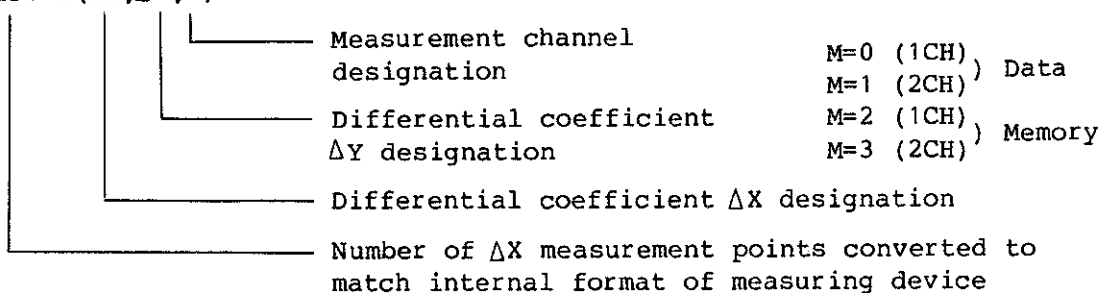 Measurement channel
designation
M=0 (1CH)
M=1 (2CH) ) Data
Differential coefficient
ΔY designation
M=2 (1CH)
M=3 (2CH) ) Memory
Differential coefficient ΔX designation
Number of ΔX measurement points converted to
match internal format of measuring device